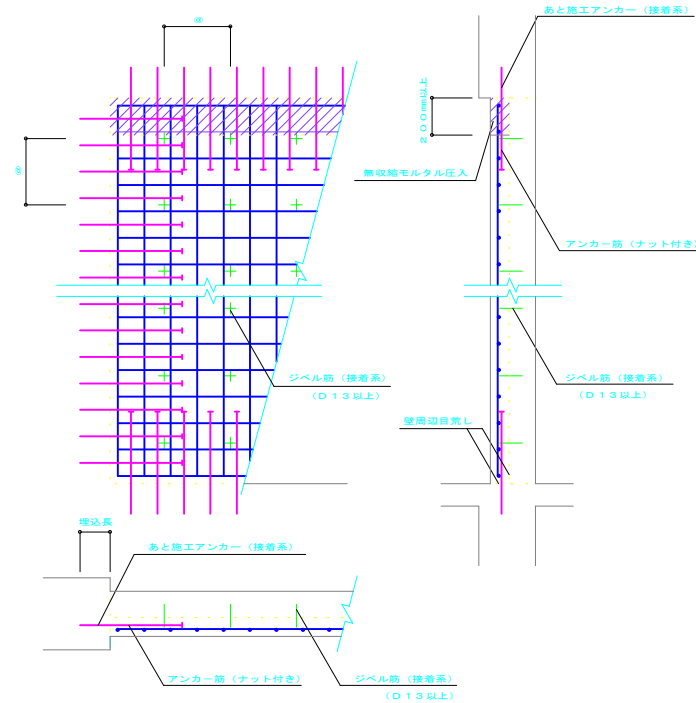 @
あと施工アンカー(接着系)
200mm以上
@
無収縮モルタル圧入
アンカー筋(ナット付き)
ジベル筋(接着系)
(D13以上)
ジベル筋(接着系)
(D13以上)
壁周辺目荒し
埋込長
あと施工アンカー(接着系)
アンカー筋(ナット付き)
ジベル筋(接着系)
(D13以上)